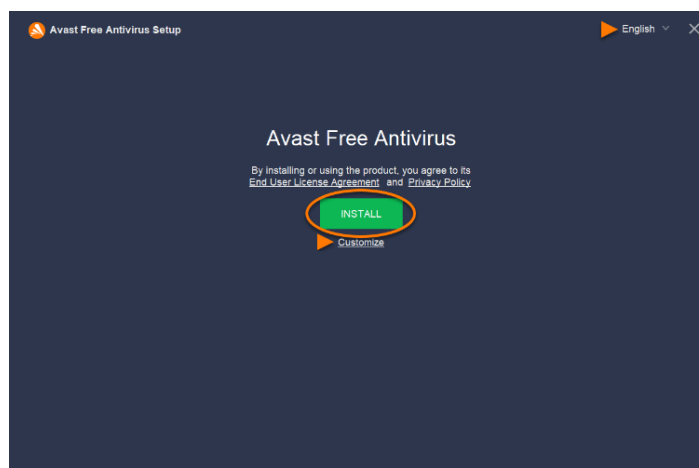 Avast Free Antivirus Setup
English
Avast Free Antivirus
By installing or using the product, you agree to its
End User License Agreement and Privacy Policy
INSTALL
Customize